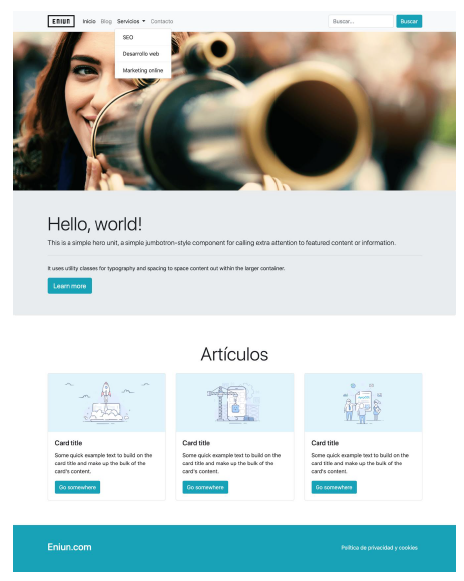 ENIUN Inicio Blog Servicios Contacto Buscar... Buscar
SEO
Desarrollo web
Marketing online
Hello, world!
This is a simple hero unit, a simple jumbotron-style component for calling extra attention to featured content or information.
It uses utility classes for typography and spacing to space content out within the larger container.
Learn more
Artículos
Card title
Some quick example text to build on the
card title and make up the bulk of the
card's content.
Go somewhere
Card title
Some quick example text to build on the
card title and make up the bulk of the
card's content.
Go somewhere
Card title
Some quick example text to build on the
card title and make up the bulk of the
card's content.
Go somewhere
Eniun.com
Política de privacidad y cookies